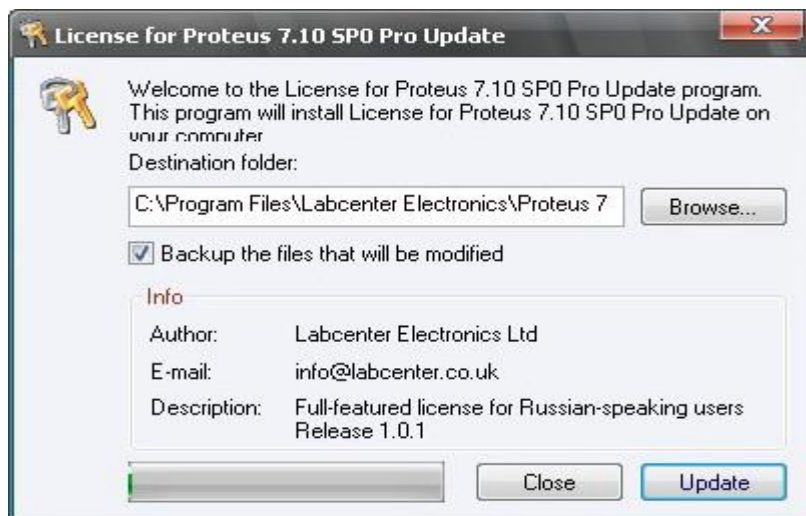 License for Proteus 7.10 SP0 Pro Update
Welcome to the License for Proteus 7.10 SP0 Pro Update program.
This program will install License for Proteus 7.10 SP0 Pro Update on
your computer
Destination folder:
C:\Program Files\Labcenter Electronics\Proteus 7
Browse...
Backup the files that will be modified
Info
Author: Labcenter Electronics Ltd
E-mail: info@labcenter.co.uk
Description: Full-featured license for Russian-speaking users
Release 1.0.1
Close
Update